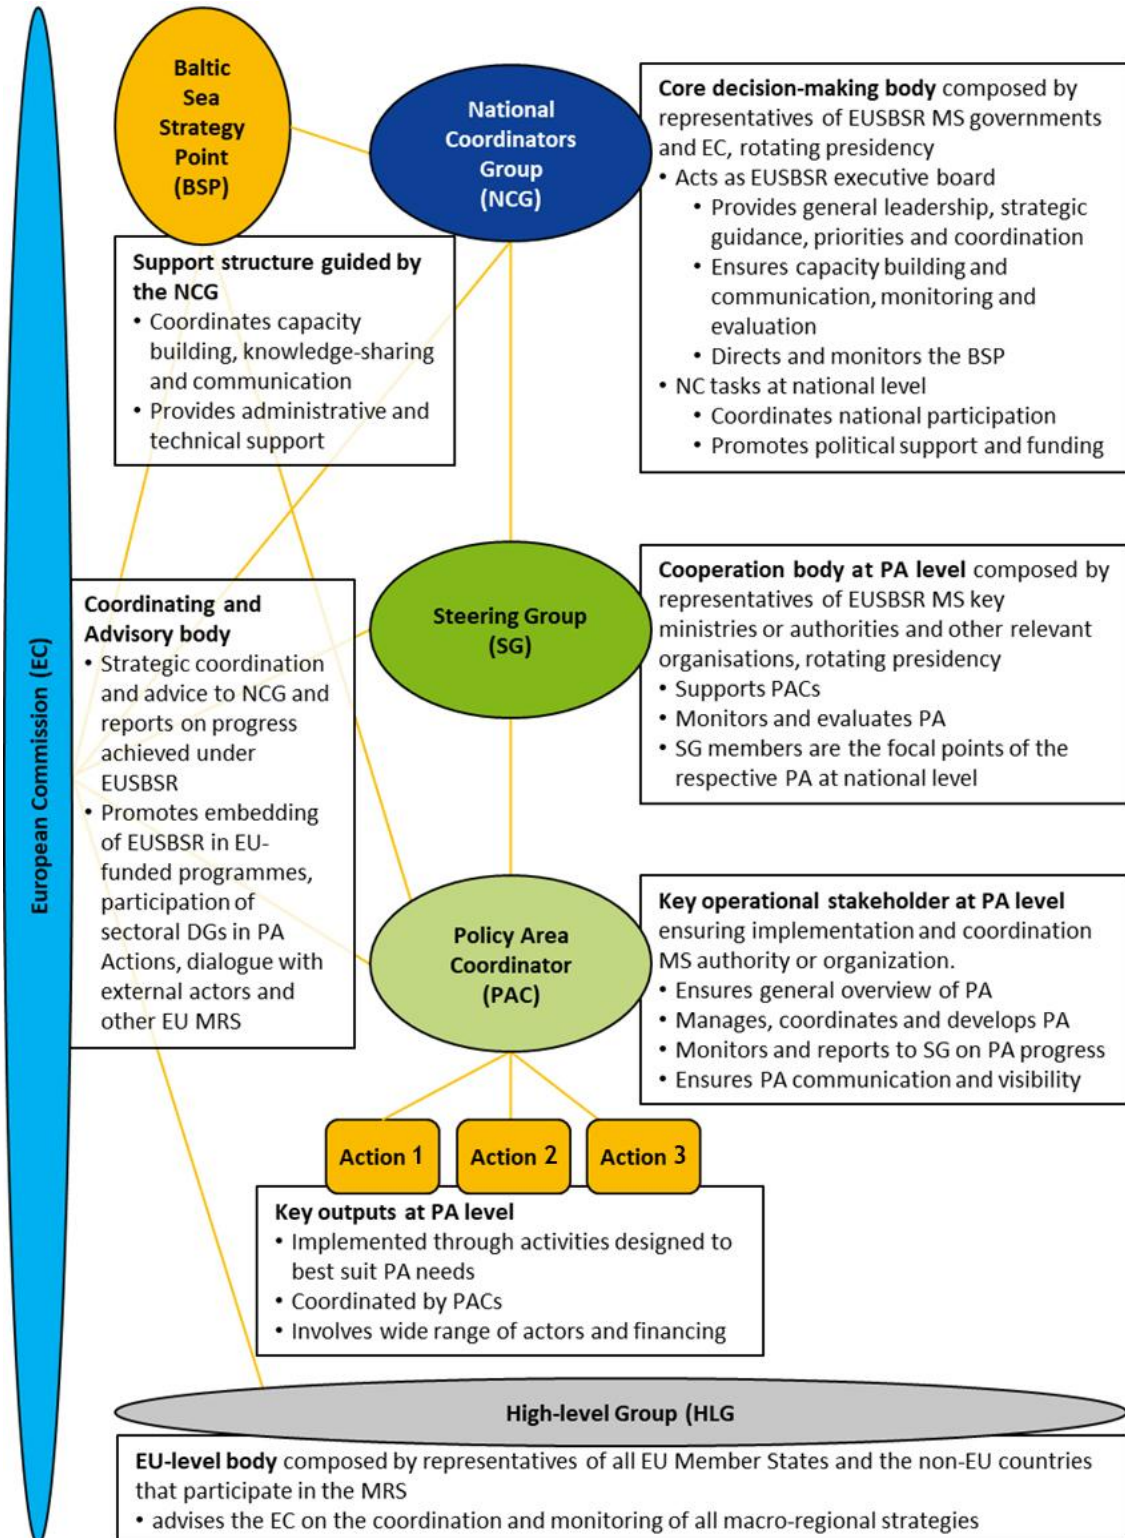 Baltic
Sea
Strategy
Point
(BSP)
National
Coordinators
Group
(NCG)
Core decision-making body composed by
representatives of EUSBSR MS governments
and EC, rotating presidency
• Acts as EUSBSR executive board
• Provides general leadership, strategic
guidance, priorities and coordination
• Ensures capacity building and
communication, monitoring and
evaluation
• Directs and monitors the BSP
• NC tasks at national level
• Coordinates national participation
• Promotes political support and funding
Support structure guided by
the NCG
• Coordinates capacity
building, knowledge-sharing
and communication
• Provides administrative and
technical support
European Commission (EC)
Coordinating and
Advisory body
• Strategic coordination
and advice to NCG and
reports on progress
achieved under
EUSBSR
• Promotes embedding
of EUSBSR in EU-
funded programmes,
participation of
sectoral DGs in PA
Actions, dialogue with
external actors and
other EU MRS
Steering Group
(SG)
Cooperation body at PA level composed by
representatives of EUSBSR MS key
ministries or authorities and other relevant
organisations, rotating presidency
• Supports PACs
• Monitors and evaluates PA
• SG members are the focal points of the
respective PA at national level
Policy Area
Coordinator
(PAC)
Key operational stakeholder at PA level
ensuring implementation and coordination
MS authority or organization.
• Ensures general overview of PA
• Manages, coordinates and develops PA
• Monitors and reports to SG on PA progress
• Ensures PA communication and visibility
Action 1
Action 2
Action 3
Key outputs at PA level
• Implemented through activities designed to
best suit PA needs
• Coordinated by PACs
• Involves wide range of actors and financing
High-level Group (HLG
EU-level body composed by representatives of all EU Member States and the non-EU countries
that participate in the MRS
• advises the EC on the coordination and monitoring of all macro-regional strategies